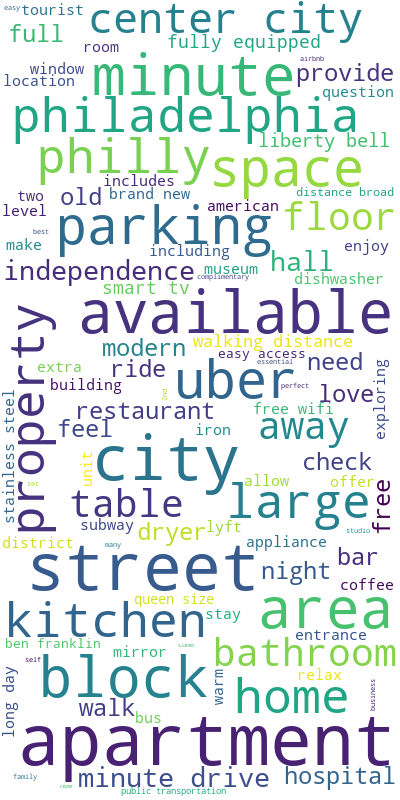 easy
tourist
center city
full
room
fully equipped
airbnb
minute
provide
window
location
question
philadelphia
liberty bell
philly
space
includes
distance broad
two
old
brand new
american
level
floor
parking
make
best
including
enjoy
hall
independence
museum
complimentary
dishwasher
smart tv
available
property
walking distance
modern
easy access
essential
need
extra
ride
building
uber
perfect
love
exploring
stainless steel
2nd
restaurant
free wifi
feel
iron
away
city
check
unit
set
allow
offer
free
table
large
subway
dryer
lyft
district
many
appliance
studio
street
night
bar
coffee
queen size
area
kitchen
stay
entrance
ben franklin
mirror
come
bathroom
self
block
warm
relax
long day
home
business
walk
bus
apartment
family
minute drive
hospital
public transportation